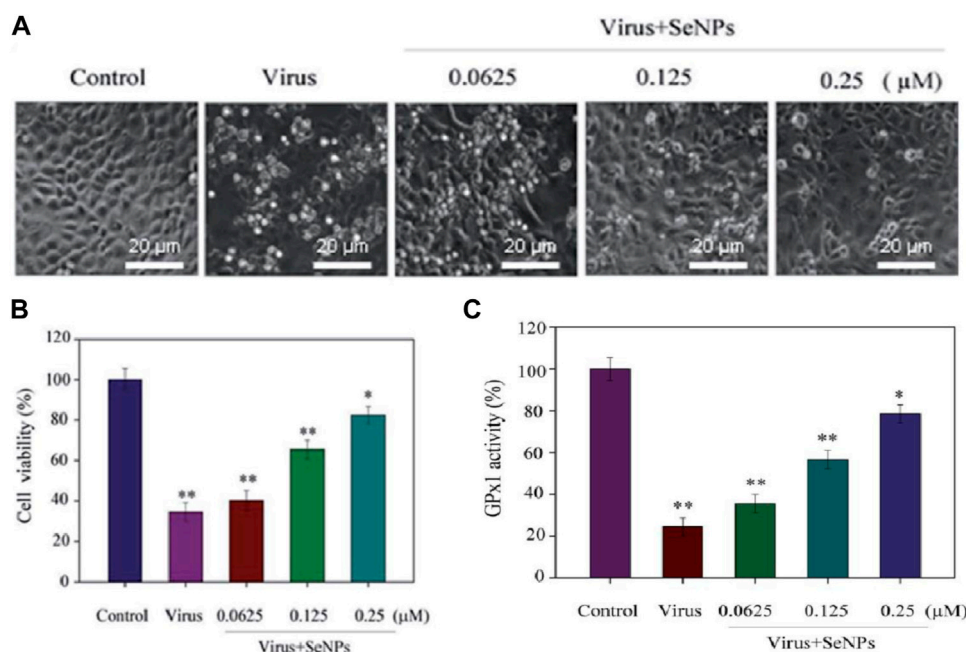 A
Virus+SeNPs
Control Virus 0.0625 0.125 0.25 ( μM)
20 μm 20 μm 20 μm 20 μm 20 μm
B
120
100
80
60
40
20
0
Cell viability (%)
** ** ** *
Control Virus 0.0625 0.125 0.25 (μM)
Virus+SeNPs
C
120
100
80
60
40
20
0
GPx1 activity (%)
** ** ** *
Control Virus 0.0625 0.125 0.25 (μM)
Virus+SeNPs